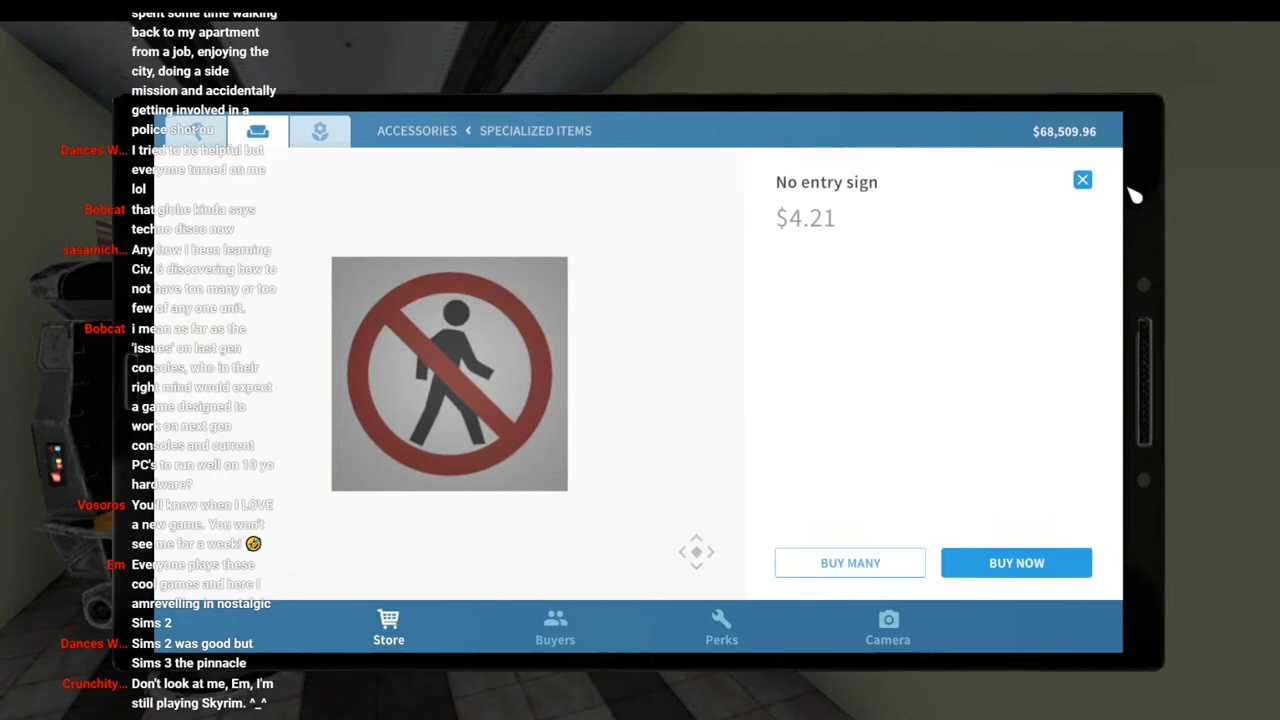 spent some time walking
back to my apartment
from a job, enjoying the
city, doing a side
mission and accidentally
getting involved in a
police shot ou
Dances W... I tried to be helpful but
everyone turned on me
lol
Bobcat that globe kinda says
techno disco now
sasamich... Any how I been learning
Civ. 6 discovering how to
not have too many or too
few of any one unit.
Bobcat i mean as far as the
'issues' on last gen
consoles, who in their
right mind would expect
a game designed to
work on next gen
consoles and current
PC's to run well on 10 yo
hardware?
Vosoros You'll know when I LOVE
a new game. You won't
see me for a week! 🤣
Em Everyone plays these
cool games and here I
amrevelling in nostalgic
Sims 2
Dances W... Sims 2 was good but
Sims 3 the pinnacle
Crunchity... Don't look at me, Em, I'm
still playing Skyrim. ^_^
ACCESSORIES < SPECIALIZED ITEMS
$68,509.96
No entry sign
$4.21
BUY MANY
BUY NOW
Store
Buyers
Perks
Camera